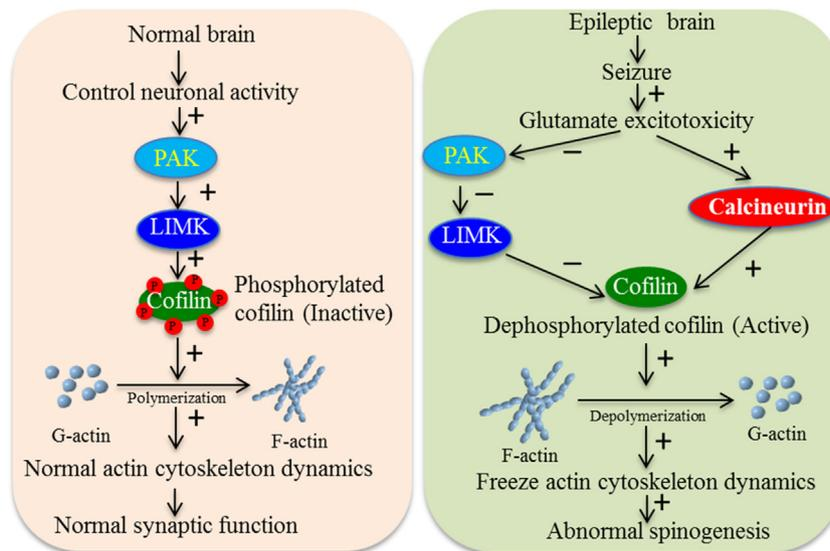 Normal brain
Control neuronal activity
+
PAK
+
LIMK
+
P P P P P P
Cofilin
Phosphorylated
cofilin (Inactive)
+
Polymerization
+
G-actin
F-actin
Normal actin cytoskeleton dynamics
Normal synaptic function
Epileptic brain
Seizure
+
Glutamate excitotoxicity
− +
PAK
Calcineurin
−
LIMK
− +
Cofilin
Dephosphorylated cofilin (Active)
+
Depolymerization
F-actin
G-actin
+
Freeze actin cytoskeleton dynamics
+
Abnormal spinogenesis